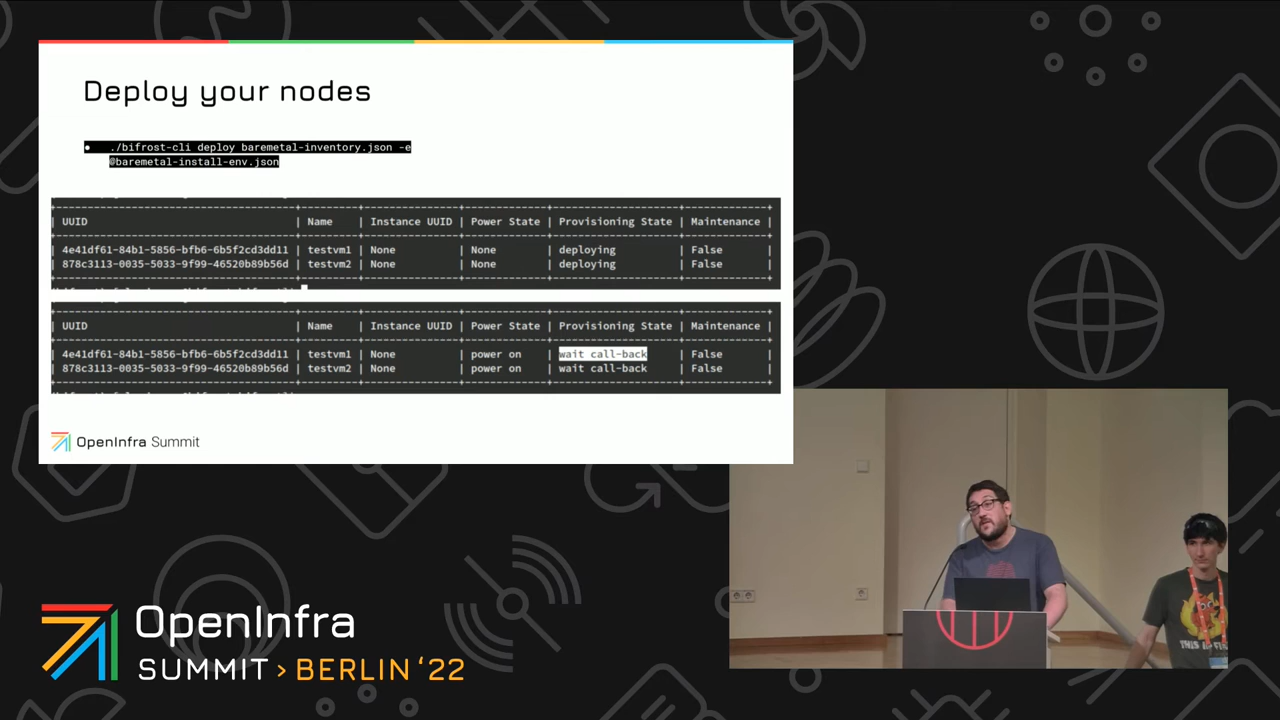 Deploy your nodes
● ./bifrost-cli deploy baremetal-inventory.json -e
@baremetal-install-env.json
| UUID | Name | Instance UUID | Power State | Provisioning State | Maintenance |
| 4e41df61-84b1-5856-bfb6-6b5f2cd3dd11 | testvm1 | None | None | deploying | False |
| 878c3113-0035-5033-9f99-46520b89b56d | testvm2 | None | None | deploying | False |
| UUID | Name | Instance UUID | Power State | Provisioning State | Maintenance |
| 4e41df61-84b1-5856-bfb6-6b5f2cd3dd11 | testvm1 | None | power on | wait call-back | False |
| 878c3113-0035-5033-9f99-46520b89b56d | testvm2 | None | power on | wait call-back | False |
OpenInfra Summit
OpenInfra
SUMMIT > BERLIN ‘22
THIS IS